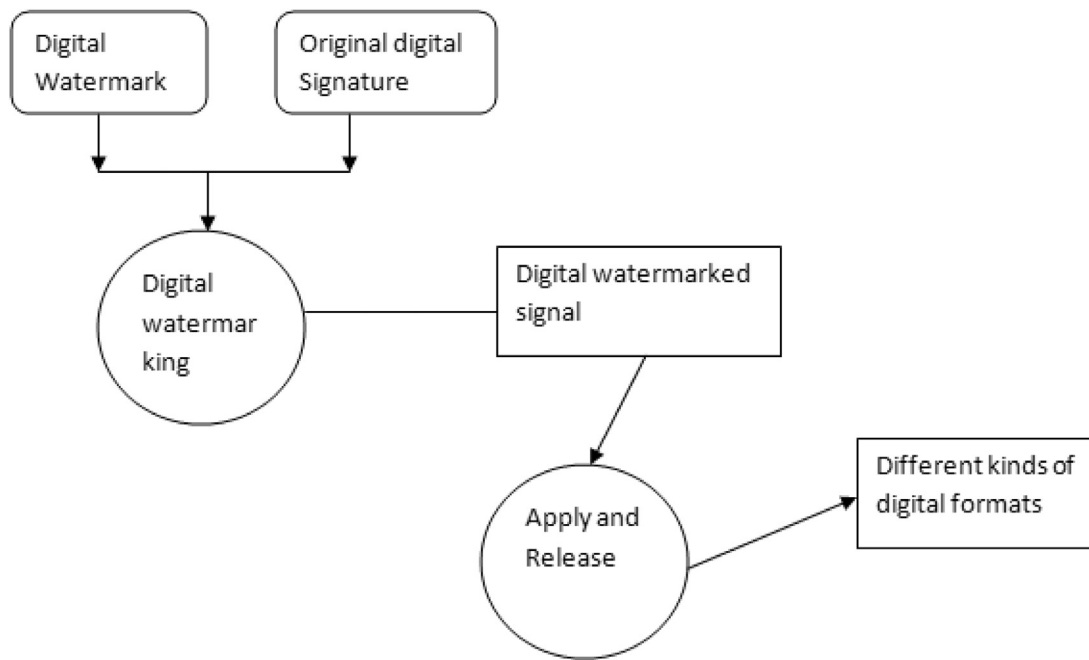 Digital
Watermark
Original digital
Signature
Digital
watermar
king
Digital watermarked
signal
Apply and
Release
Different kinds of
digital formats